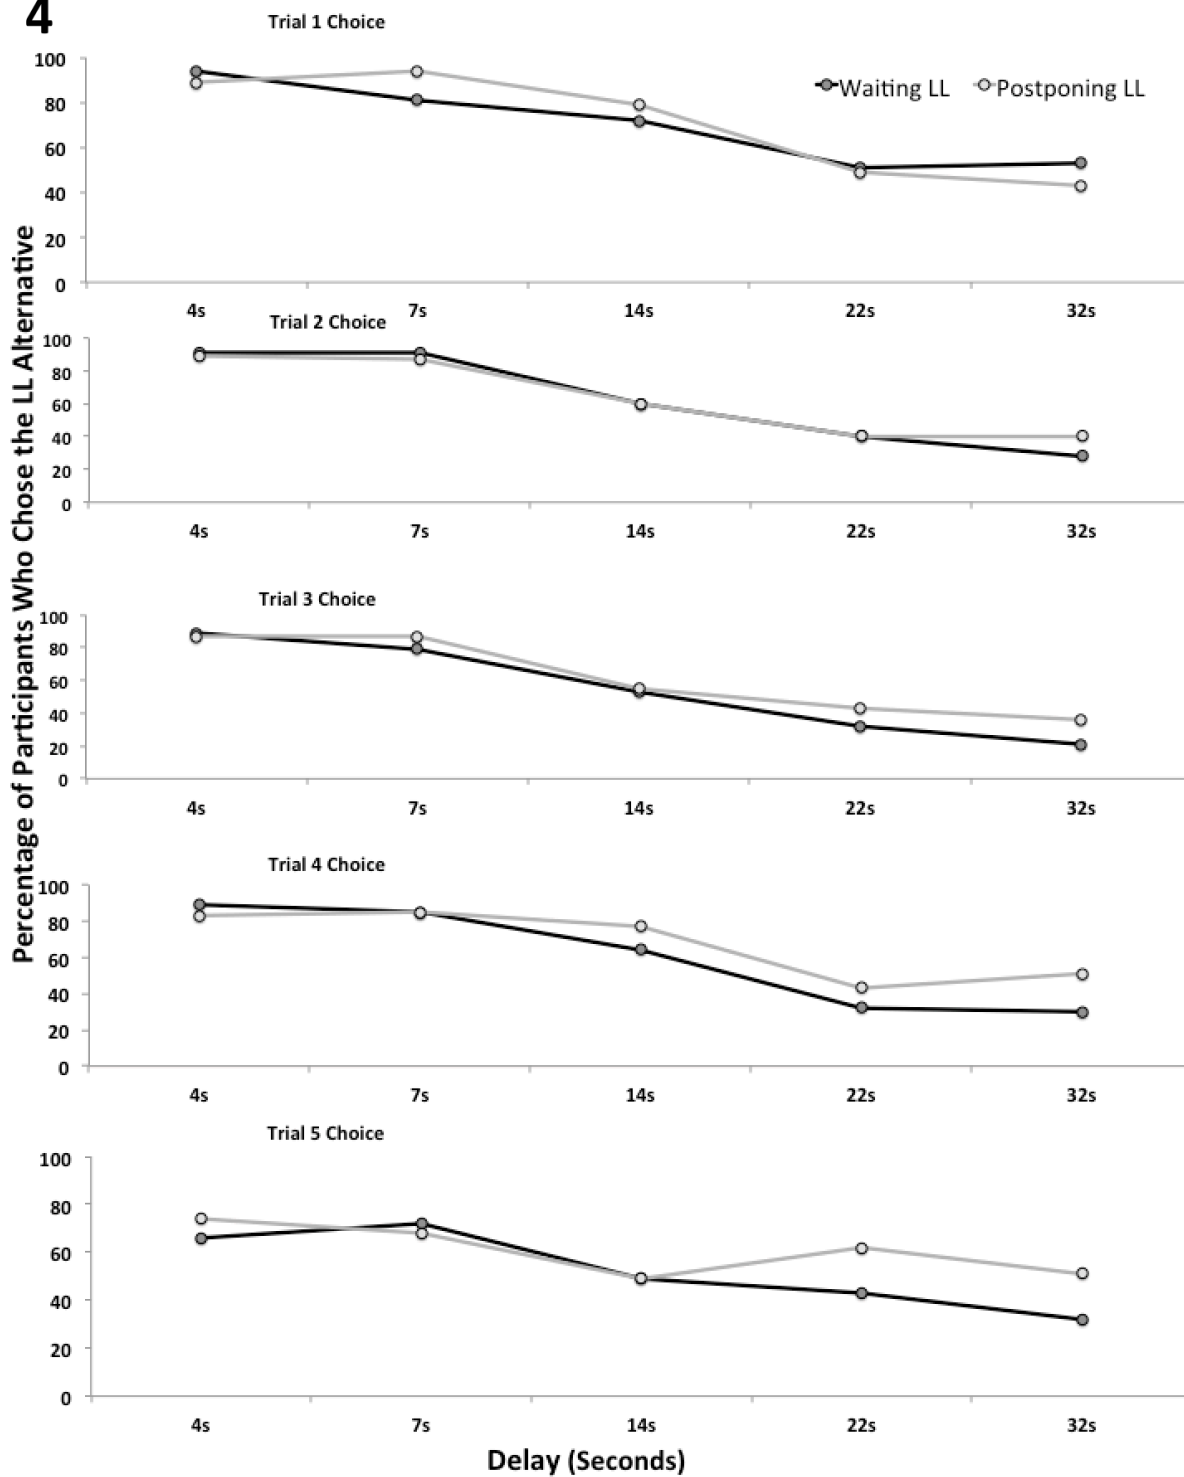 4
Trial 1 Choice
Waiting LL
Postponing LL
100
80
60
40
20
0
4s 7s 14s 22s 32s
Trial 2 Choice
100
80
60
40
20
0
4s 7s 14s 22s 32s
Trial 3 Choice
100
80
60
40
20
0
4s 7s 14s 22s 32s
Trial 4 Choice
100
80
60
40
20
0
4s 7s 14s 22s 32s
Trial 5 Choice
100
80
60
40
20
0
4s 7s 14s 22s 32s
Percentage of Participants Who Chose the LL Alternative
Delay (Seconds)